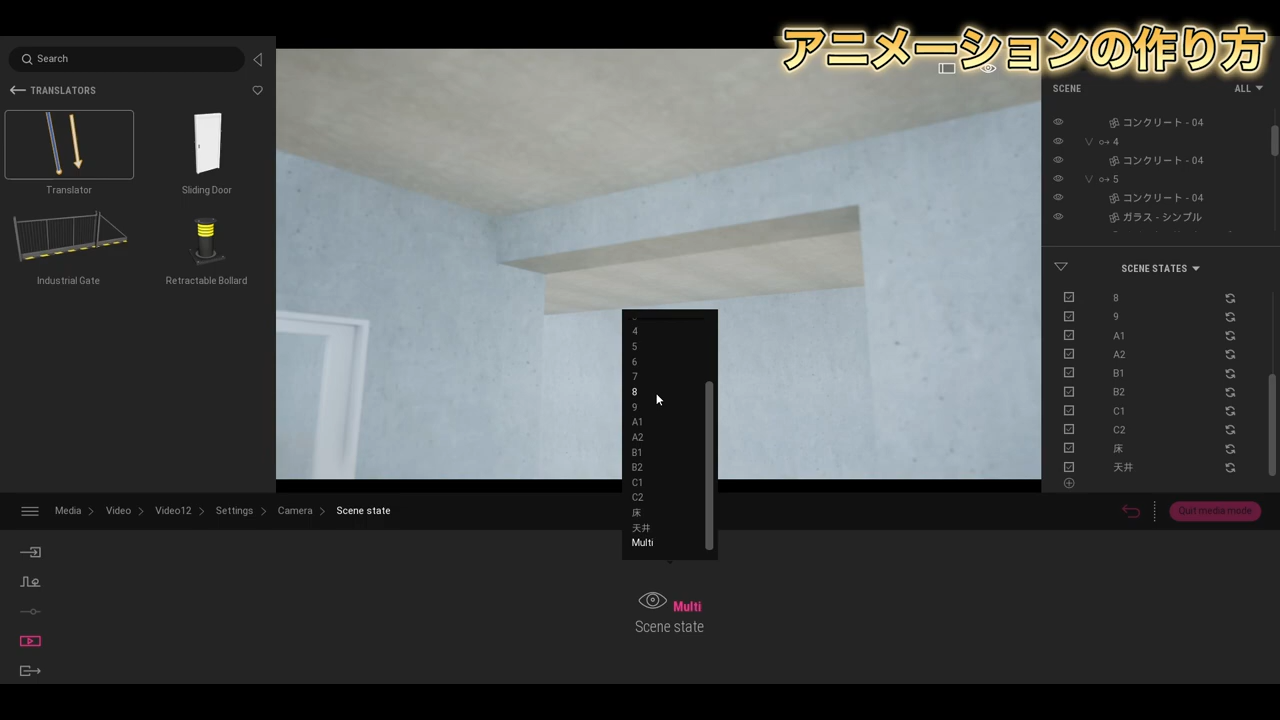 アニメーションの作り方
Search
TRANSLATORS
Translator
Sliding Door
Industrial Gate
Retractable Bollard
SCENE
ALL
コンクリート - 04
4
コンクリート - 04
5
コンクリート - 04
ガラス - シンプル
SCENE STATES
8
9
A1
A2
B1
B2
C1
C2
床
天井
4
5
6
7
8
9
A1
A2
B1
B2
C1
C2
床
天井
Multi
Media
Video
Video12
Settings
Camera
Scene state
Quit media mode
Multi
Scene state